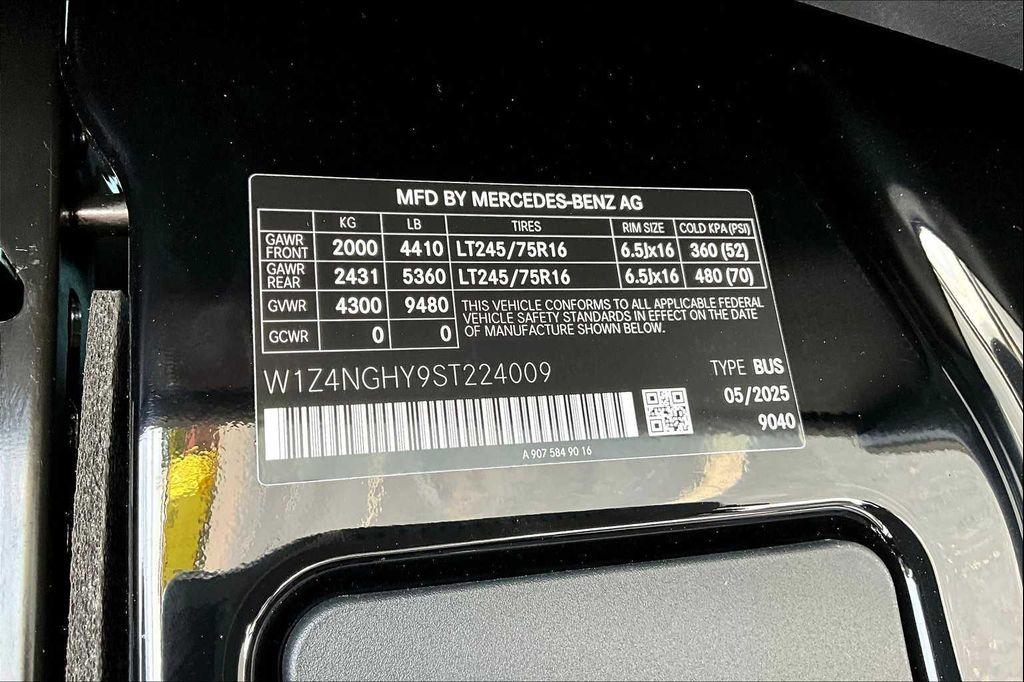 MFD BY MERCEDES-BENZ AG
KG LB TIRES RIM SIZE COLD KPA (PSI)
GAWR FRONT 2000 4410 LT245/75R16 6.5Jx16 360 (52)
GAWR REAR 2431 5360 LT245/75R16 6.5Jx16 480 (70)
GVWR 4300 9480
GCWR 0 0
THIS VEHICLE CONFORMS TO ALL APPLICABLE FEDERAL
VEHICLE SAFETY STANDARDS IN EFFECT ON THE DATE
OF MANUFACTURE SHOWN BELOW.
W1Z4NGHY9ST224009
TYPE BUS
05/2025
9040
A 907 584 90 16